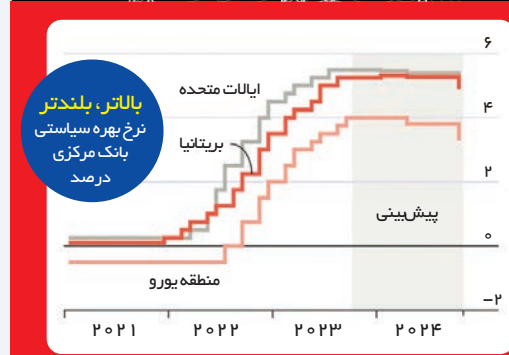 بالاتر، بلندتر
نرخ بهره سیاستی
بانک مرکزی
درصد
ایالات متحده
بریتانیا
منطقه یورو
پیش‌بینی
۶
۴
۲
۰
−۲
۲۰۲۱
۲۰۲۲
۲۰۲۳
۲۰۲۴